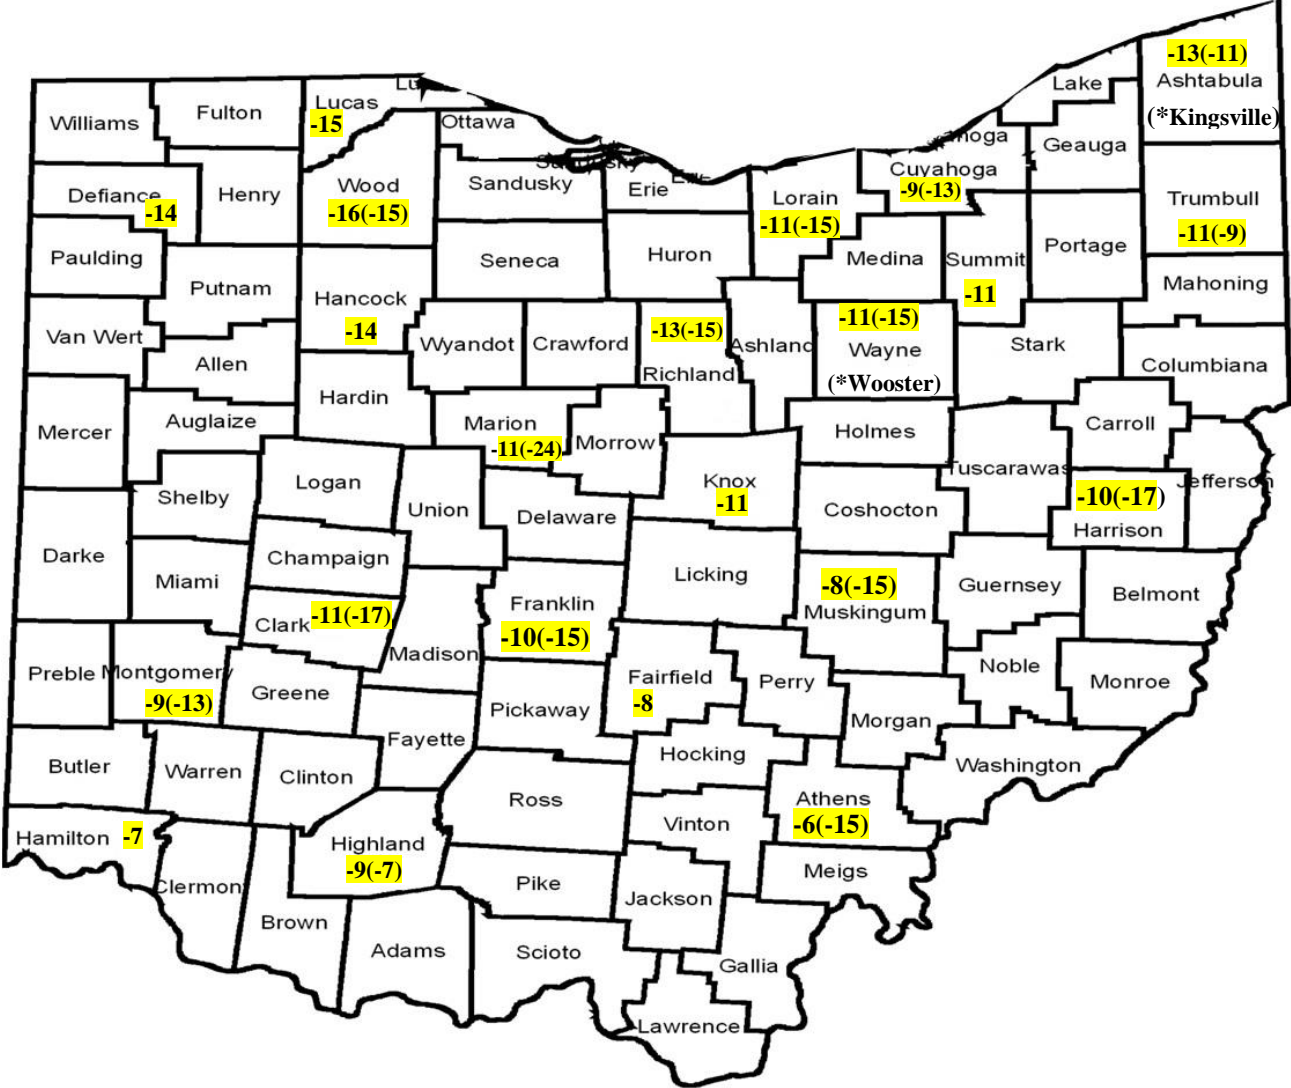 -13(-11)
Ashtabula
(*Kingsville)
Lake
Geauga
Lucas
-15
Fulton
Williams
Ottawa
Cuyahoga
-9(-13)
Wood
-16(-15)
Henry
Defiance
-14
Sandusky
Erie
Lorain
-11(-15)
Trumbull
-11(-9)
Paulding
Putnam
Seneca
Huron
Medina
Summit
-11
Portage
Mahoning
Hancock
-14
Van Wert
Allen
Wyandot
Crawford
-13(-15)
Richland
Ashland
-11(-15)
Wayne
(*Wooster)
Stark
Columbiana
Hardin
Mercer
Auglaize
Marion
-11(-24)
Morrow
Holmes
Carroll
Tuscarawas
Jefferson
-10(-17)
Harrison
Shelby
Logan
Union
Delaware
Knox
-11
Coshocton
Darke
Miami
Champaign
Licking
-8(-15)
Muskingum
Guernsey
Belmont
Clark
-11(-17)
Franklin
-10(-15)
Madison
Preble
Montgomery
-9(-13)
Greene
Fairfield
-8
Perry
Noble
Monroe
Pickaway
Morgan
Fayette
Hocking
Washington
Butler
Warren
Clinton
Ross
Athens
-6(-15)
Vinton
Hamilton
-7
Highland
-9(-7)
Meigs
Clermon
Pike
Jackson
Brown
Adams
Scioto
Gallia
Lawrence